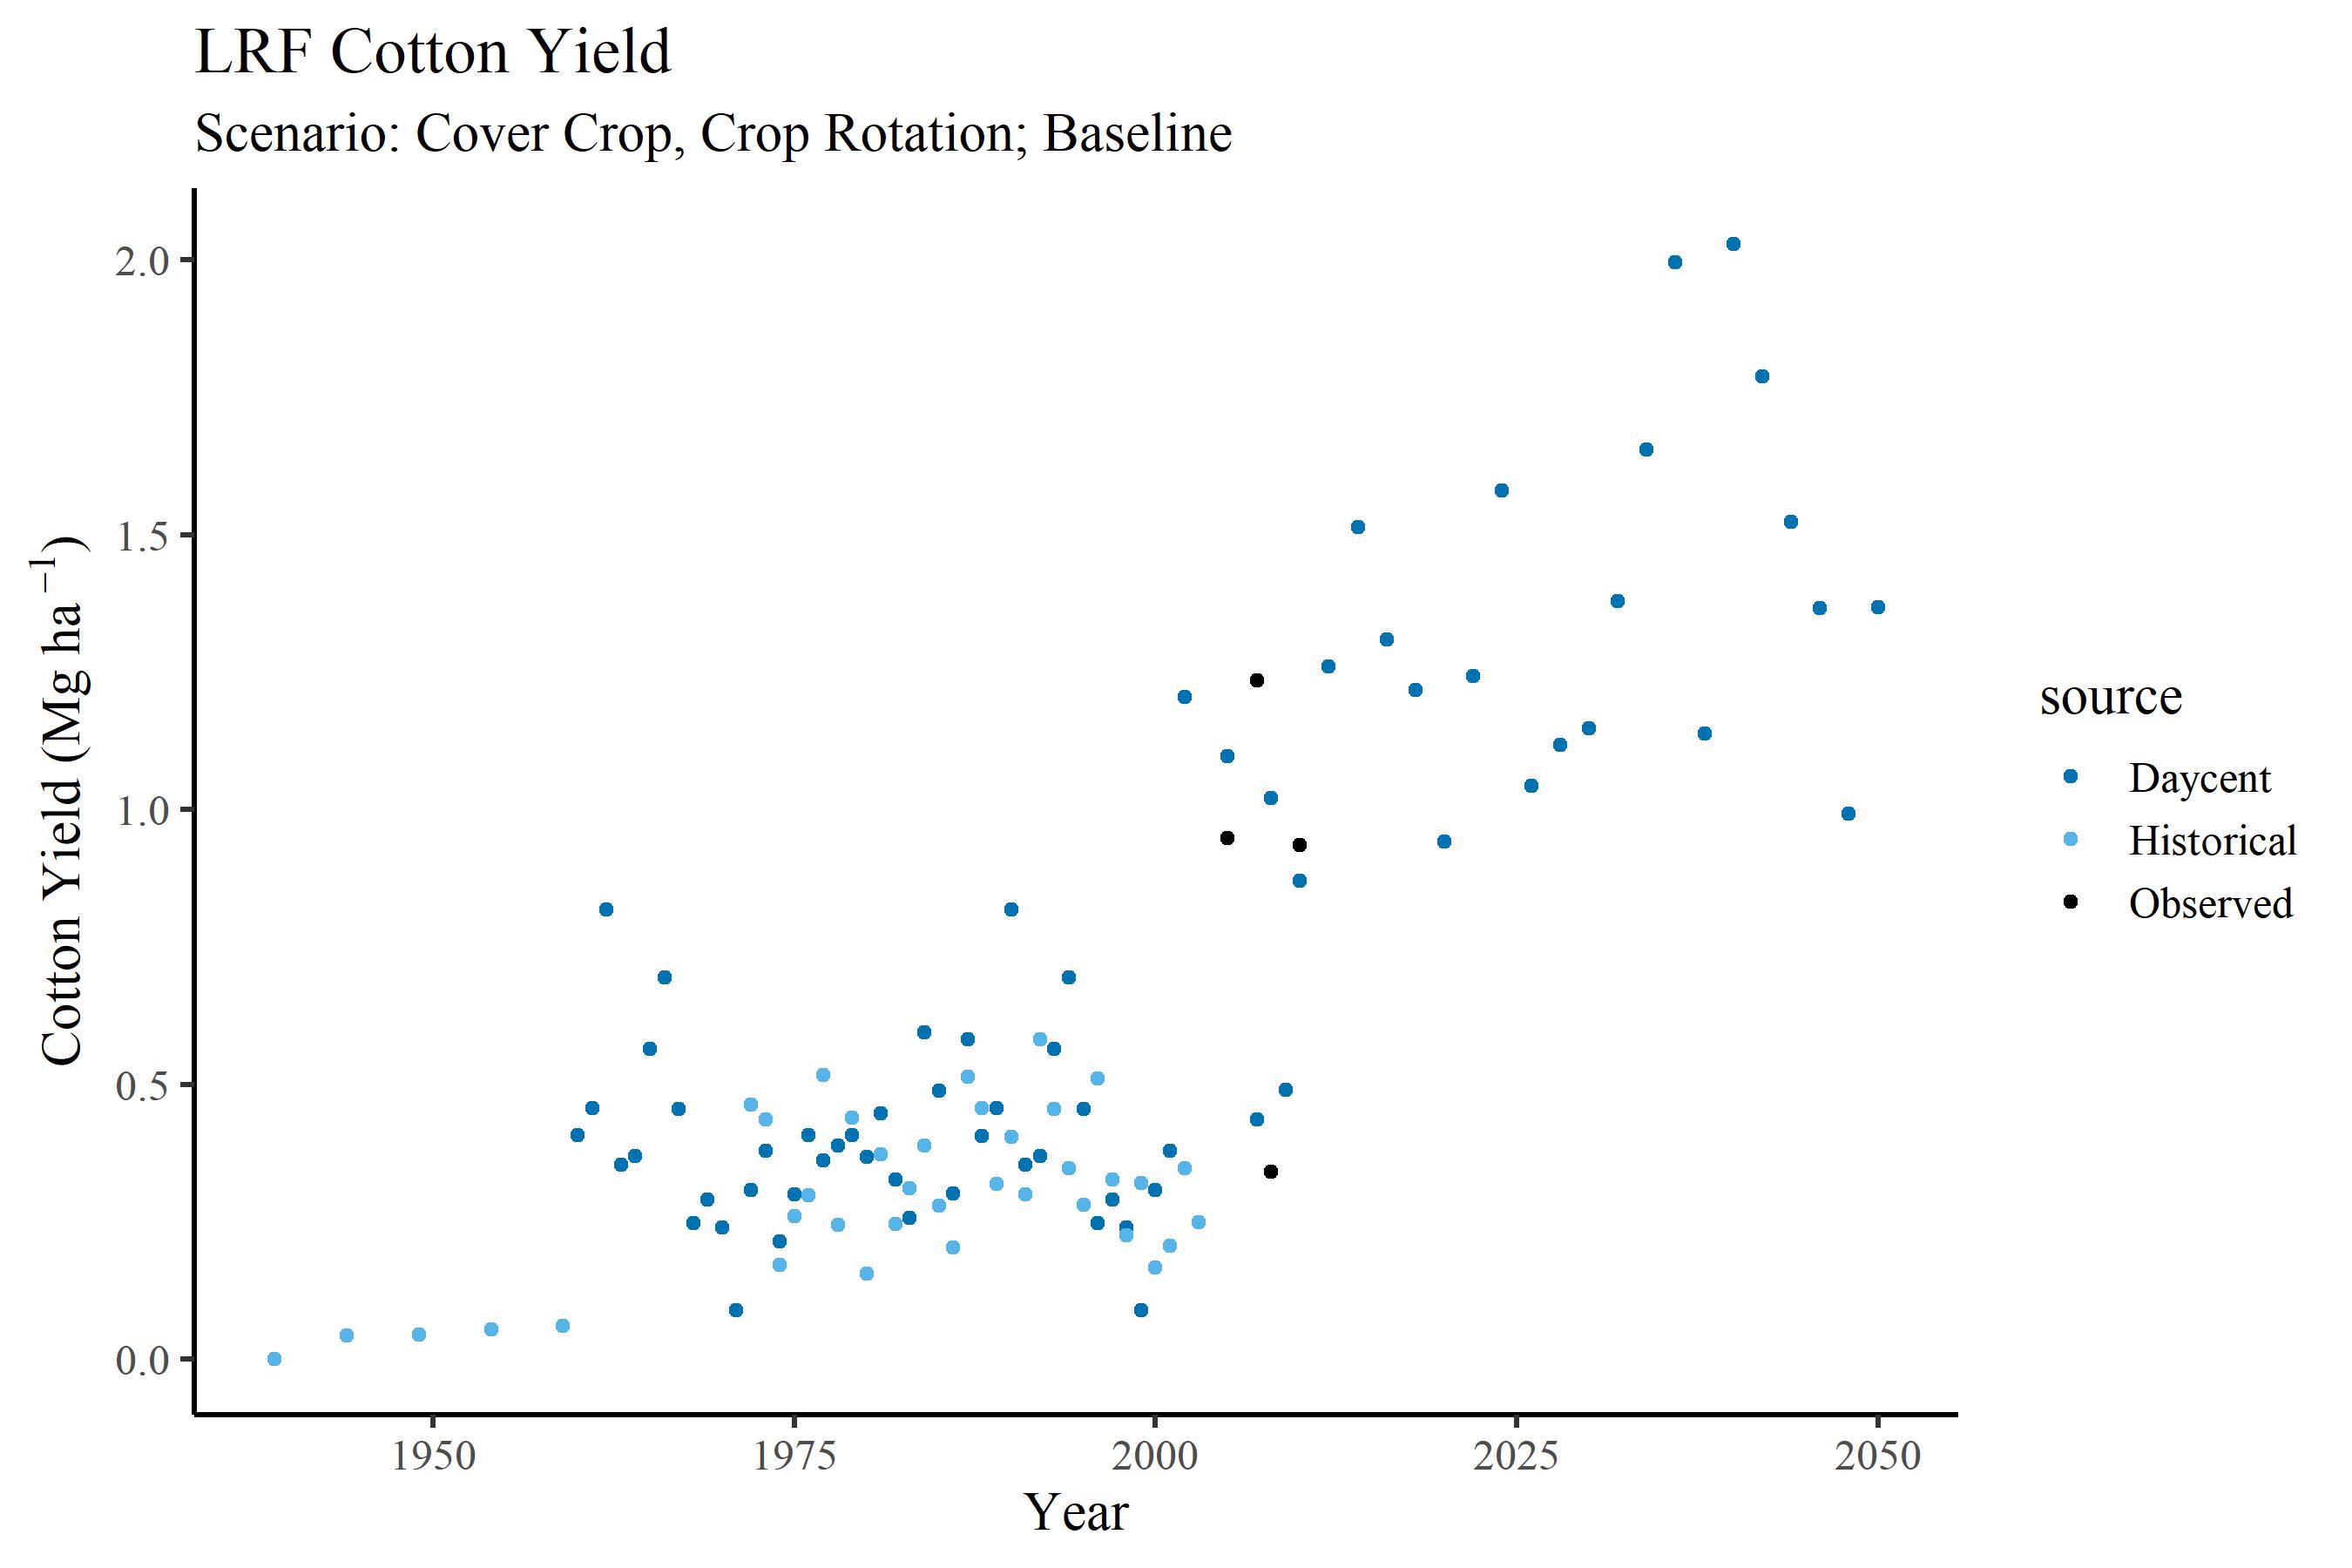 LRF Cotton Yield
Scenario: Cover Crop, Crop Rotation; Baseline
Cotton Yield (Mg ha⁻¹)
2.0
1.5
1.0
0.5
0.0
1950 1975 2000 2025 2050
Year
source
Daycent
Historical
Observed